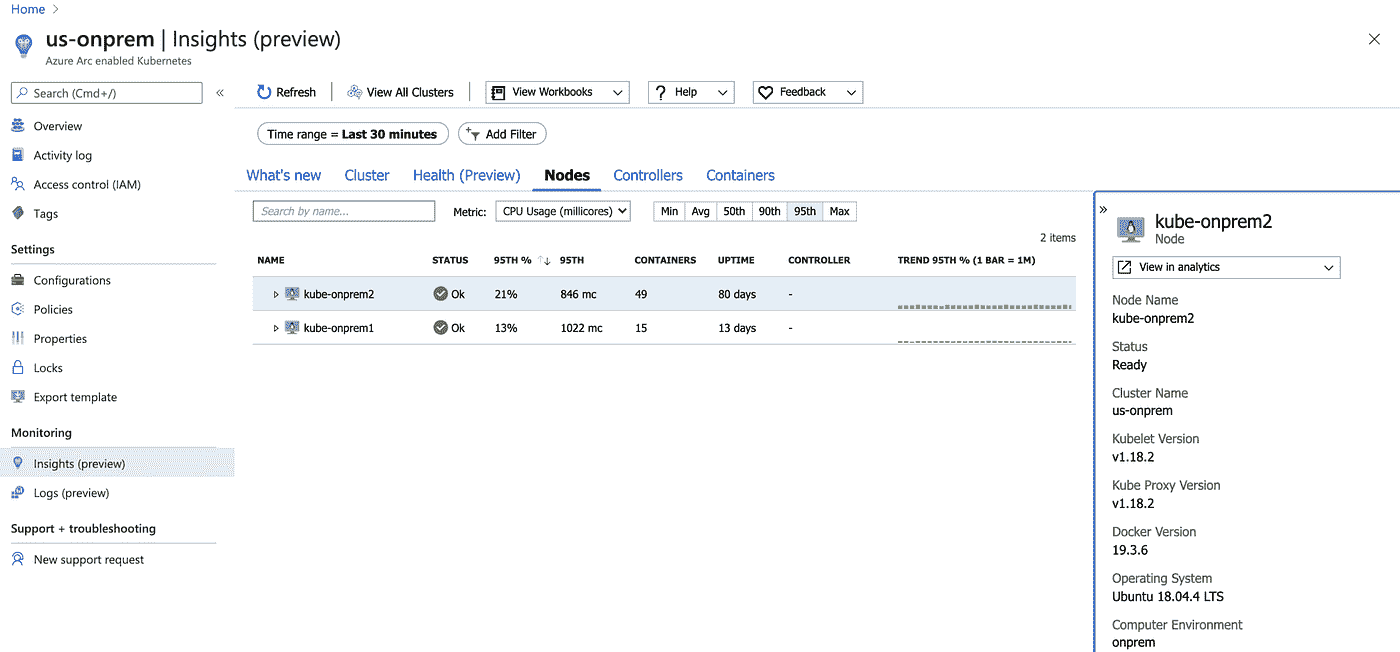 Home
us-onprem | Insights (preview)
Azure Arc enabled Kubernetes
Search (Cmd+/)
Overview
Activity log
Access control (IAM)
Tags
Settings
Configurations
Policies
Properties
Locks
Export template
Monitoring
Insights (preview)
Logs (preview)
Support + troubleshooting
New support request
Refresh
View All Clusters
View Workbooks
Help
Feedback
Time range = Last 30 minutes
Add Filter
What's new Cluster Health (Preview) Nodes Controllers Containers
Search by name...
Metric: CPU Usage (millicores)
Min Avg 50th 90th 95th Max
2 items
NAME STATUS 95TH % 95TH CONTAINERS UPTIME CONTROLLER TREND 95TH % (1 BAR = 1M)
kube-onprem2 Ok 21% 846 mc 49 80 days -
kube-onprem1 Ok 13% 1022 mc 15 13 days -
kube-onprem2
Node
View in analytics
Node Name
kube-onprem2
Status
Ready
Cluster Name
us-onprem
Kubelet Version
v1.18.2
Kube Proxy Version
v1.18.2
Docker Version
19.3.6
Operating System
Ubuntu 18.04.4 LTS
Computer Environment
onprem